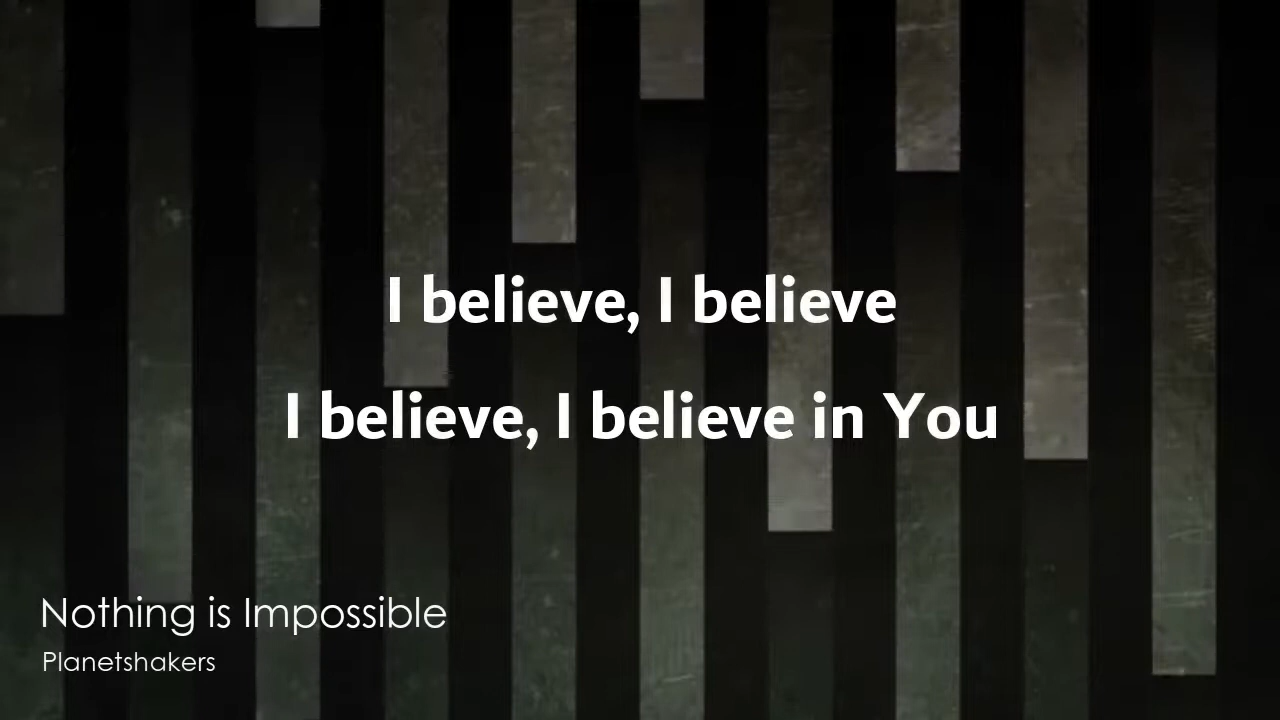 I believe, I believe
I believe, I believe in You
Nothing is Impossible
Planetshakers